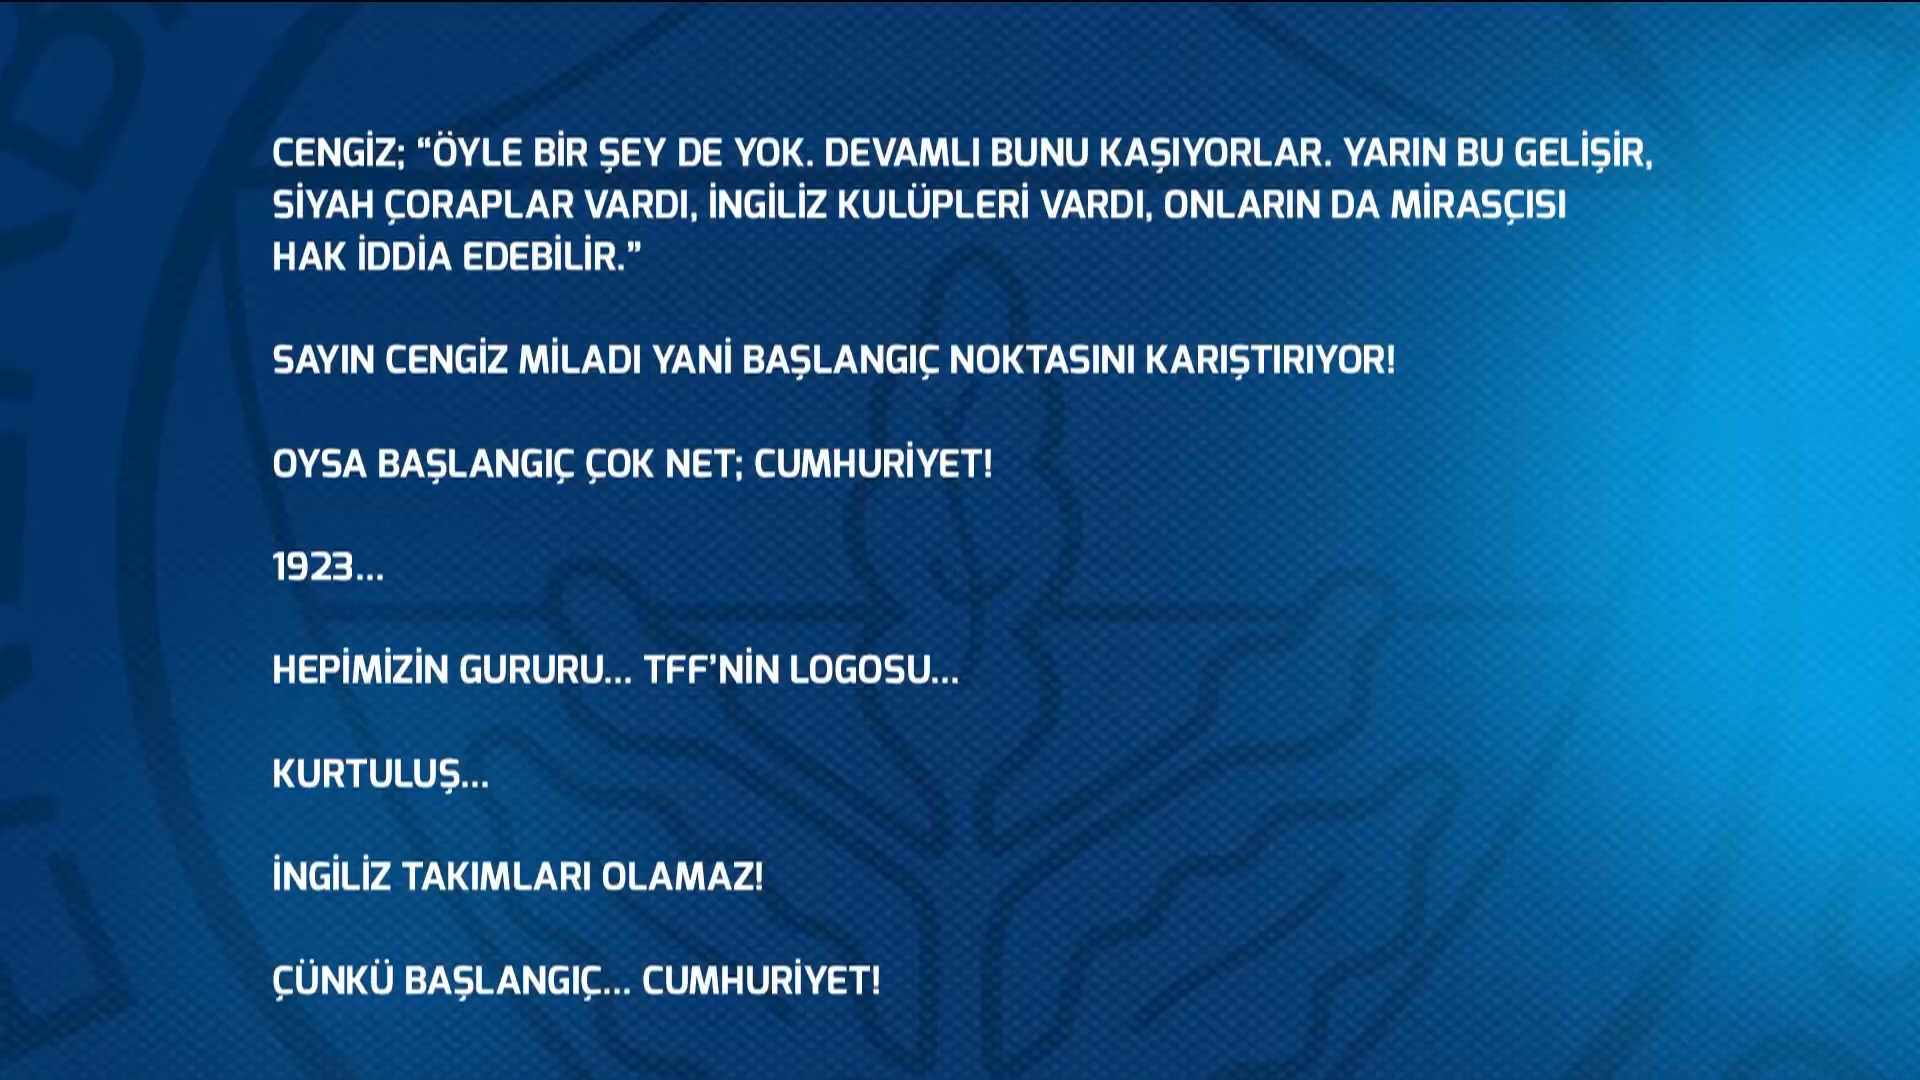 CENGİZ; “ÖYLE BİR ŞEY DE YOK. DEVAMLI BUNU KAŞIYORLAR. YARIN BU GELİŞİR,
SİYAH ÇORAPLAR VARDI, İNGİLİZ KULÜPLERİ VARDI, ONLARIN DA MİRASÇISI
HAK İDDİA EDEBİLİR.”
SAYIN CENGİZ MİLADI YANİ BAŞLANGIÇ NOKTASINI KARIŞTIRIYOR!
OYSA BAŞLANGIÇ ÇOK NET; CUMHURİYET!
1923...
HEPİMİZİN GURURU... TFF’NİN LOGOSU...
KURTULUŞ...
İNGİLİZ TAKIMLARI OLAMAZ!
ÇÜNKÜ BAŞLANGIÇ... CUMHURİYET!